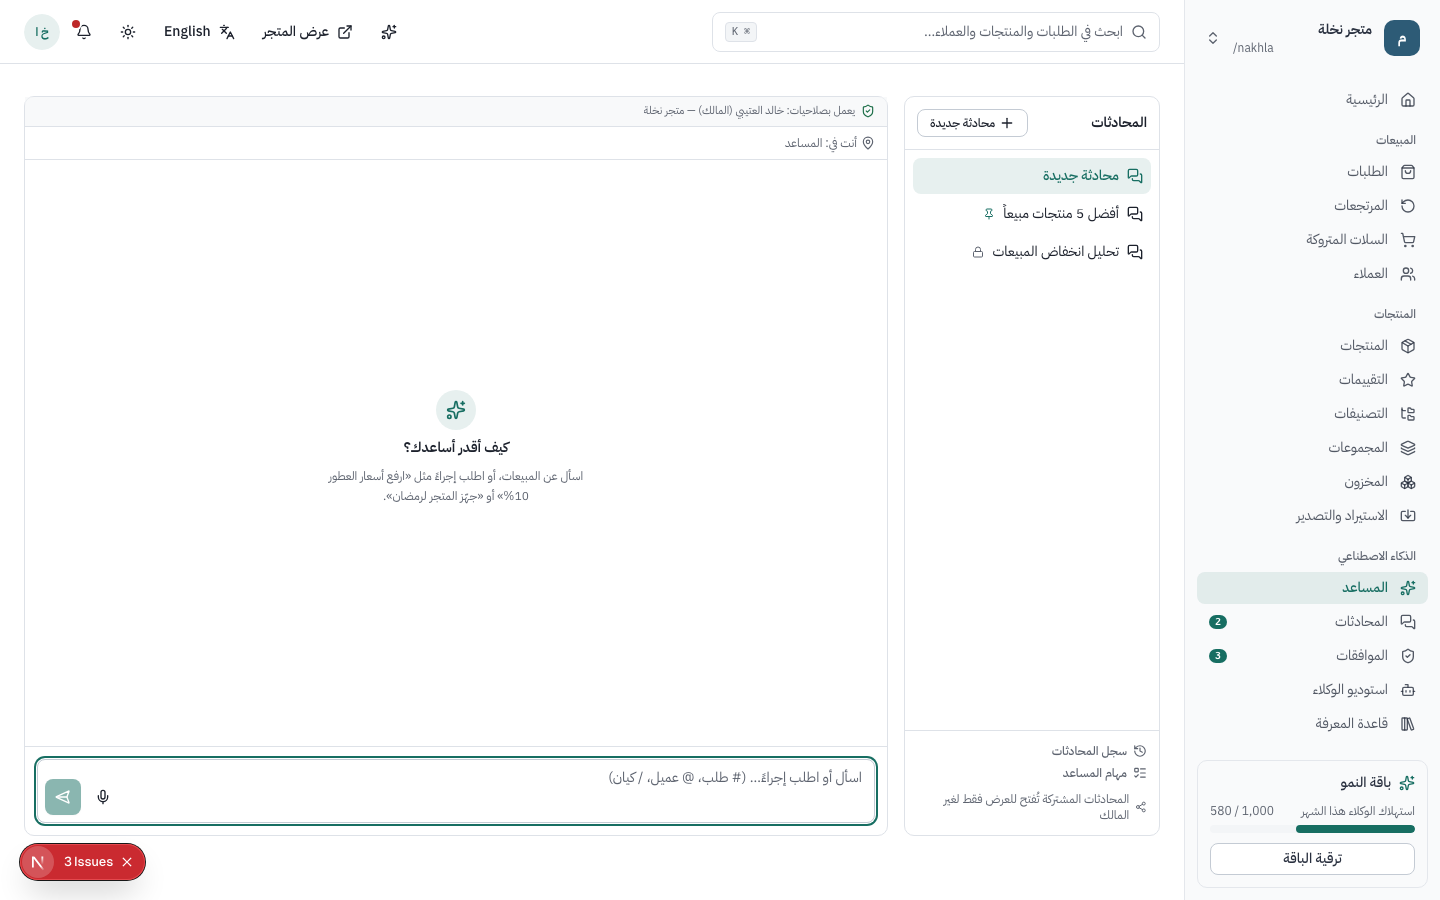 م
متجر نخلة
/nakhla
الرئيسية
المبيعات
الطلبات
المرتجعات
السلات المتروكة
العملاء
المنتجات
المنتجات
التقييمات
التصنيفات
المجموعات
المخزون
الاستيراد والتصدير
الذكاء الاصطناعي
المساعد
المحادثات 2
الموافقات 3
استوديو الوكلاء
قاعدة المعرفة
باقة النمو
استهلاك الوكلاء هذا الشهر 580 / 1,000
ترقية الباقة
ابحث في الطلبات والمنتجات والعملاء... ⌘ K
عرض المتجر
English
خ ا
المحادثات
محادثة جديدة
محادثة جديدة
أفضل 5 منتجات مبيعاً
تحليل انخفاض المبيعات
سجل المحادثات
مهام المساعد
المحادثات المشتركة تُفتح للعرض فقط لغير
المالك
يعمل بصلاحيات: خالد العتيبي (المالك) — متجر نخلة
أنت في: المساعد
كيف أقدر أساعدك؟
اسأل عن المبيعات، أو اطلب إجراءً مثل «ارفع أسعار العطور
10%» أو «جهّز المتجر لرمضان».
اسأل أو اطلب إجراءً... (# طلب، @ عميل، / كيان)
3 Issues